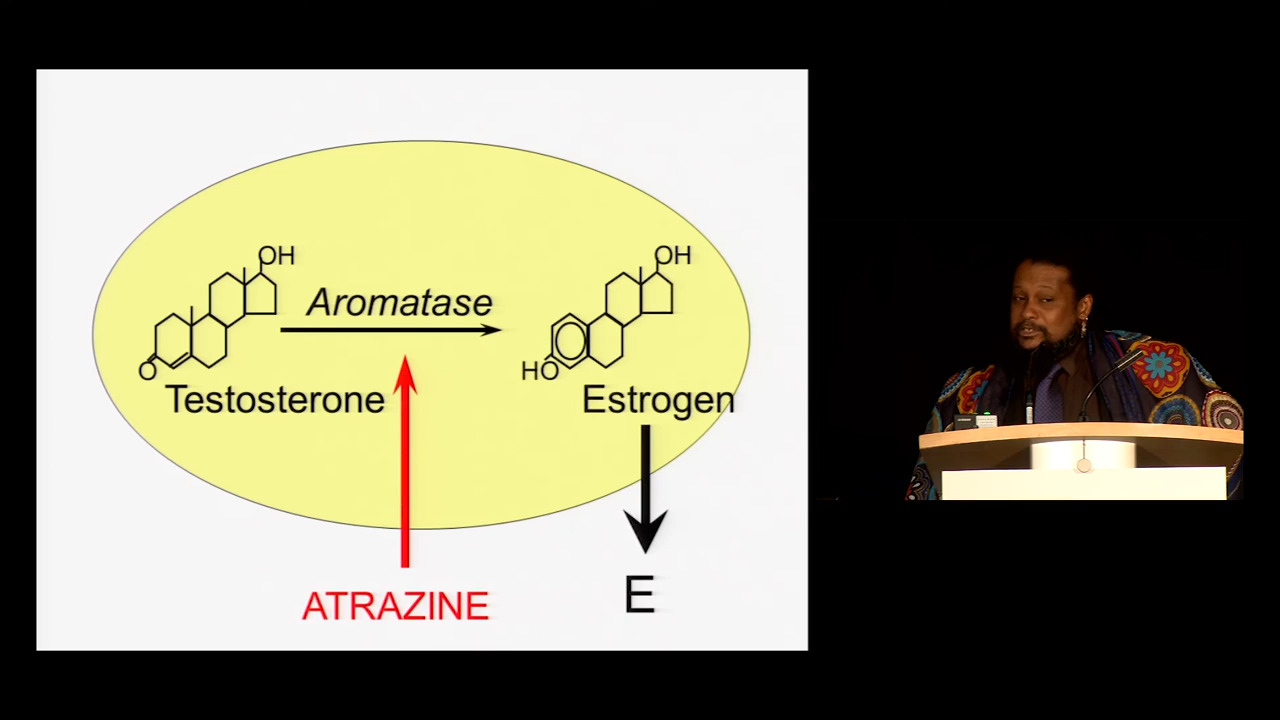 OH
OH
Aromatase
O
HO
Testosterone
Estrogen
ATRAZINE
E